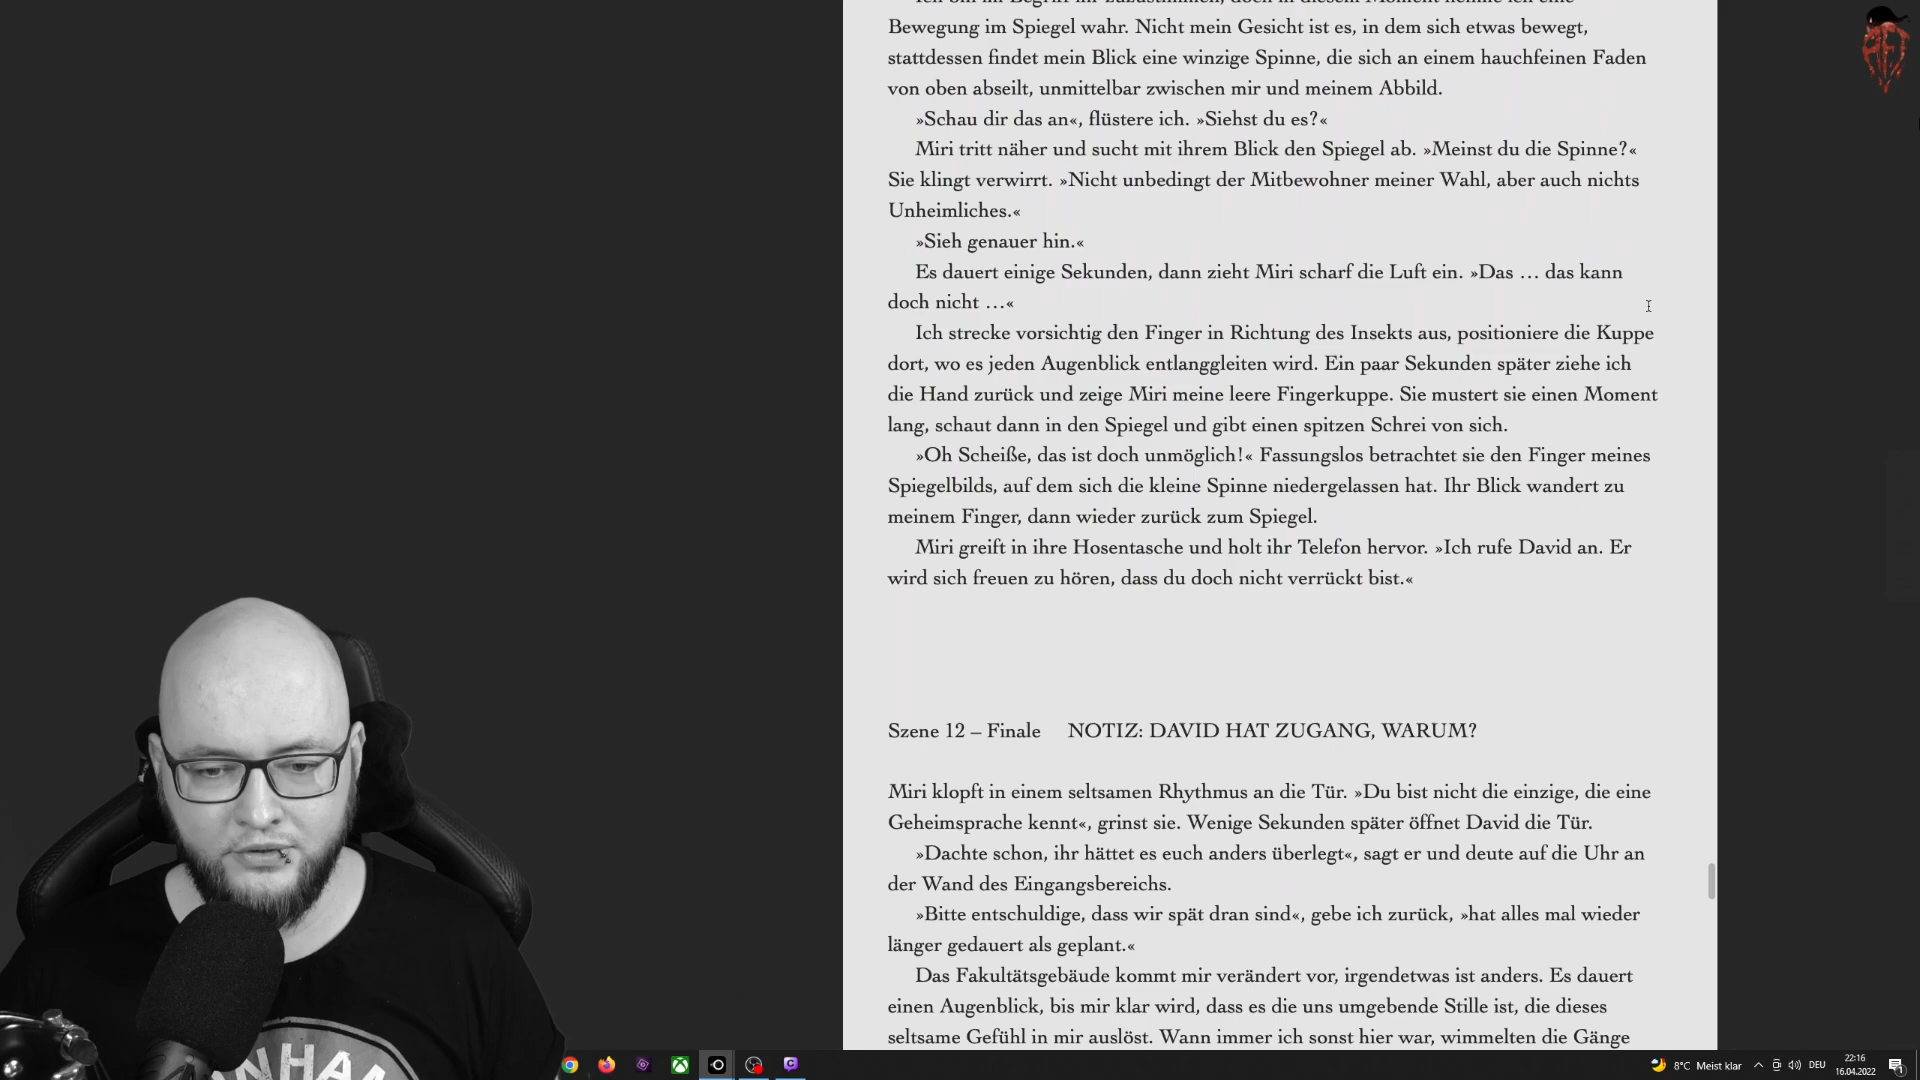 Bewegung im Spiegel wahr. Nicht mein Gesicht ist es, in dem sich etwas bewegt,
stattdessen findet mein Blick eine winzige Spinne, die sich an einem hauchfeinen Faden
von oben abseilt, unmittelbar zwischen mir und meinem Abbild.
»Schau dir das an«, flüstere ich. »Siehst du es?«
Miri tritt näher und sucht mit ihrem Blick den Spiegel ab. »Meinst du die Spinne?«
Sie klingt verwirrt. »Nicht unbedingt der Mitbewohner meiner Wahl, aber auch nichts
Unheimliches.«
»Sieh genauer hin.«
Es dauert einige Sekunden, dann zieht Miri scharf die Luft ein. »Das … das kann
doch nicht …«
Ich strecke vorsichtig den Finger in Richtung des Insekts aus, positioniere die Kuppe
dort, wo es jeden Augenblick entlanggleiten wird. Ein paar Sekunden später ziehe ich
die Hand zurück und zeige Miri meine leere Fingerkuppe. Sie mustert sie einen Moment
lang, schaut dann in den Spiegel und gibt einen spitzen Schrei von sich.
»Oh Scheiße, das ist doch unmöglich!« Fassungslos betrachtet sie den Finger meines
Spiegelbilds, auf dem sich die kleine Spinne niedergelassen hat. Ihr Blick wandert zu
meinem Finger, dann wieder zurück zum Spiegel.
Miri greift in ihre Hosentasche und holt ihr Telefon hervor. »Ich rufe David an. Er
wird sich freuen zu hören, dass du doch nicht verrückt bist.«
Szene 12 – Finale NOTIZ: DAVID HAT ZUGANG, WARUM?
Miri klopft in einem seltsamen Rhythmus an die Tür. »Du bist nicht die einzige, die eine
Geheimsprache kennt«, grinst sie. Wenige Sekunden später öffnet David die Tür.
»Dachte schon, ihr hättet es euch anders überlegt«, sagt er und deute auf die Uhr an
der Wand des Eingangsbereichs.
»Bitte entschuldige, dass wir spät dran sind«, gebe ich zurück, »hat alles mal wieder
länger gedauert als geplant.«
Das Fakultätsgebäude kommt mir verändert vor, irgendetwas ist anders. Es dauert
einen Augenblick, bis mir klar wird, dass es die uns umgebende Stille ist, die dieses
seltsame Gefühl in mir auslöst. Wann immer ich sonst hier war, wimmelten die Gänge
8°C Meist klar
DEU
22:16
16.04.2022